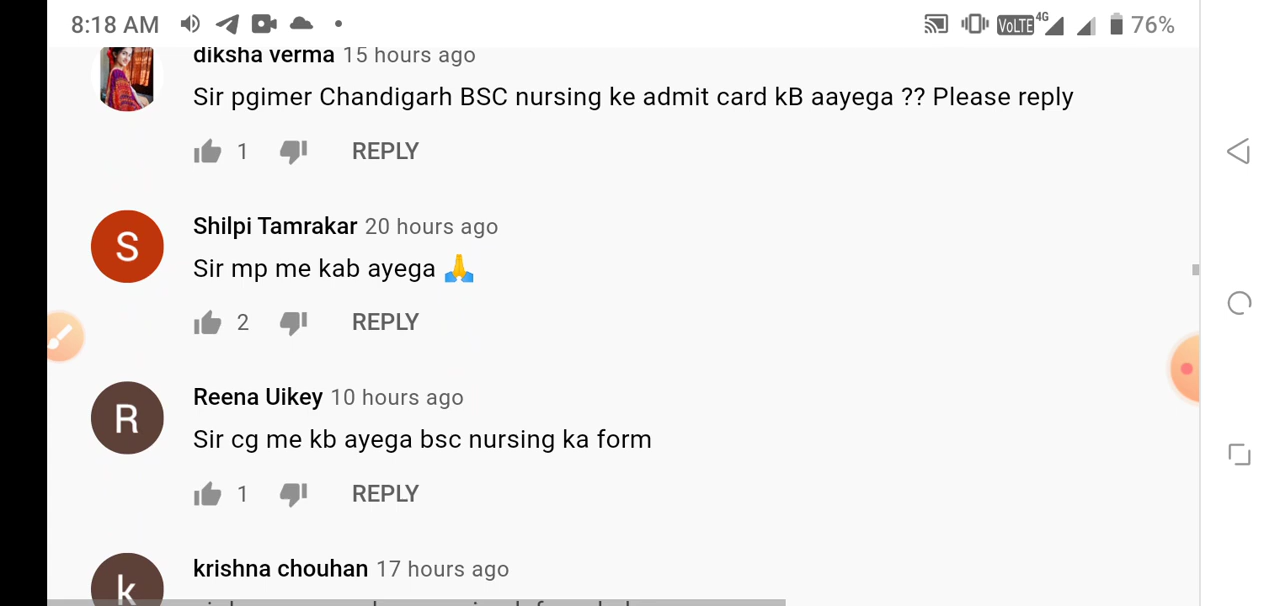 8:18 AM VoLTE 4G 76%
diksha verma 15 hours ago
Sir pgimer Chandigarh BSC nursing ke admit card kB aayega ?? Please reply
1 REPLY
S
Shilpi Tamrakar 20 hours ago
Sir mp me kab ayega 🙏
2 REPLY
R
Reena Uikey 10 hours ago
Sir cg me kb ayega bsc nursing ka form
1 REPLY
k
krishna chouhan 17 hours ago